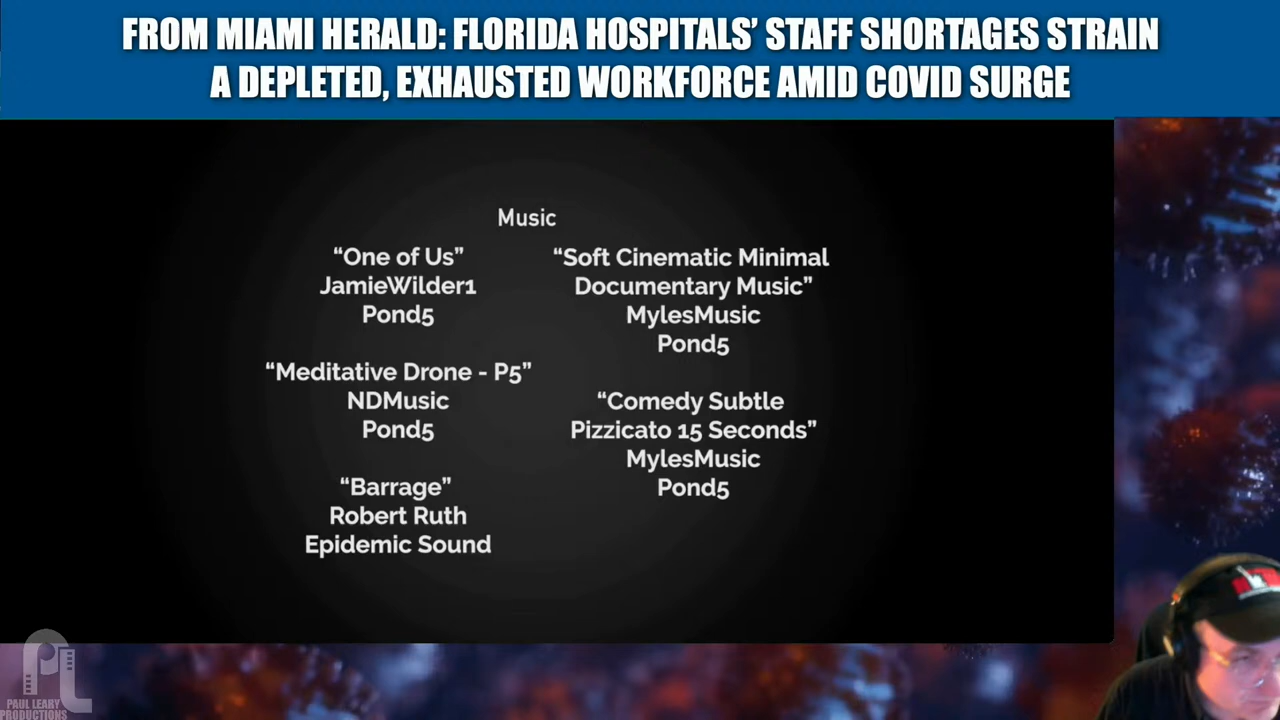 FROM MIAMI HERALD: FLORIDA HOSPITALS’ STAFF SHORTAGES STRAIN
A DEPLETED, EXHAUSTED WORKFORCE AMID COVID SURGE
Music
“One of Us”
JamieWilder1
Pond5
“Meditative Drone - P5”
NDMusic
Pond5
“Barrage”
Robert Ruth
Epidemic Sound
“Soft Cinematic Minimal
Documentary Music”
MylesMusic
Pond5
“Comedy Subtle
Pizzicato 15 Seconds”
MylesMusic
Pond5
PL
PAUL LEARY
PRODUCTIONS